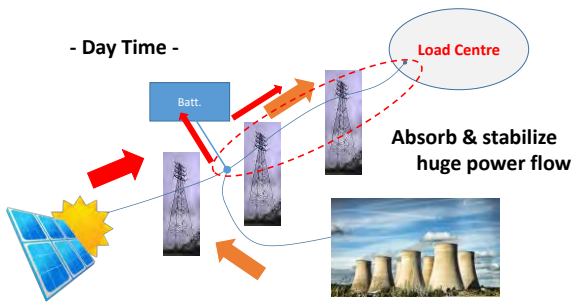 - Day Time -
Load Centre
Batt.
Absorb & stabilize
huge power flow